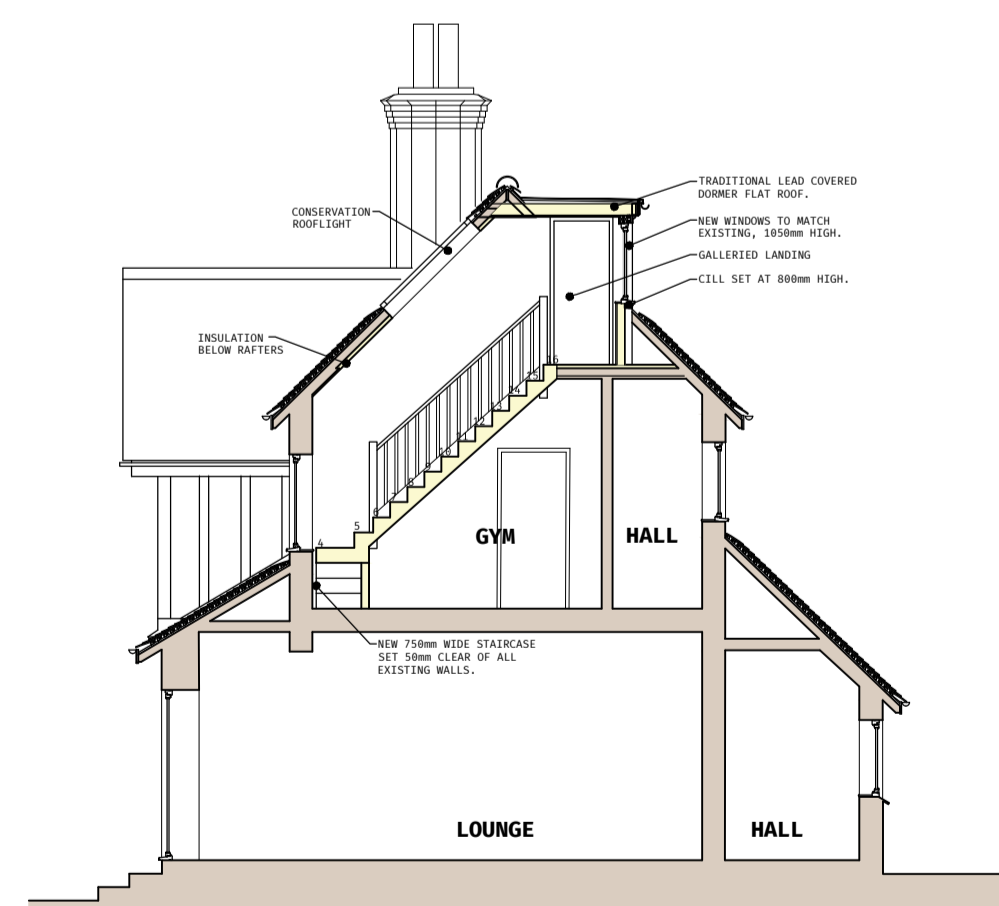 TRADITIONAL LEAD COVERED
DORMER FLAT ROOF.
CONSERVATION
ROOFLIGHT
NEW WINDOWS TO MATCH
EXISTING, 1050mm HIGH.
GALLERIED LANDING
CILL SET AT 800mm HIGH.
INSULATION
BELOW RAFTERS
16
15
14
13
12
10
9
8
7
6
5
4
GYM
HALL
NEW 750mm WIDE STAIRCASE
SET 50mm CLEAR OF ALL
EXISTING WALLS.
LOUNGE
HALL